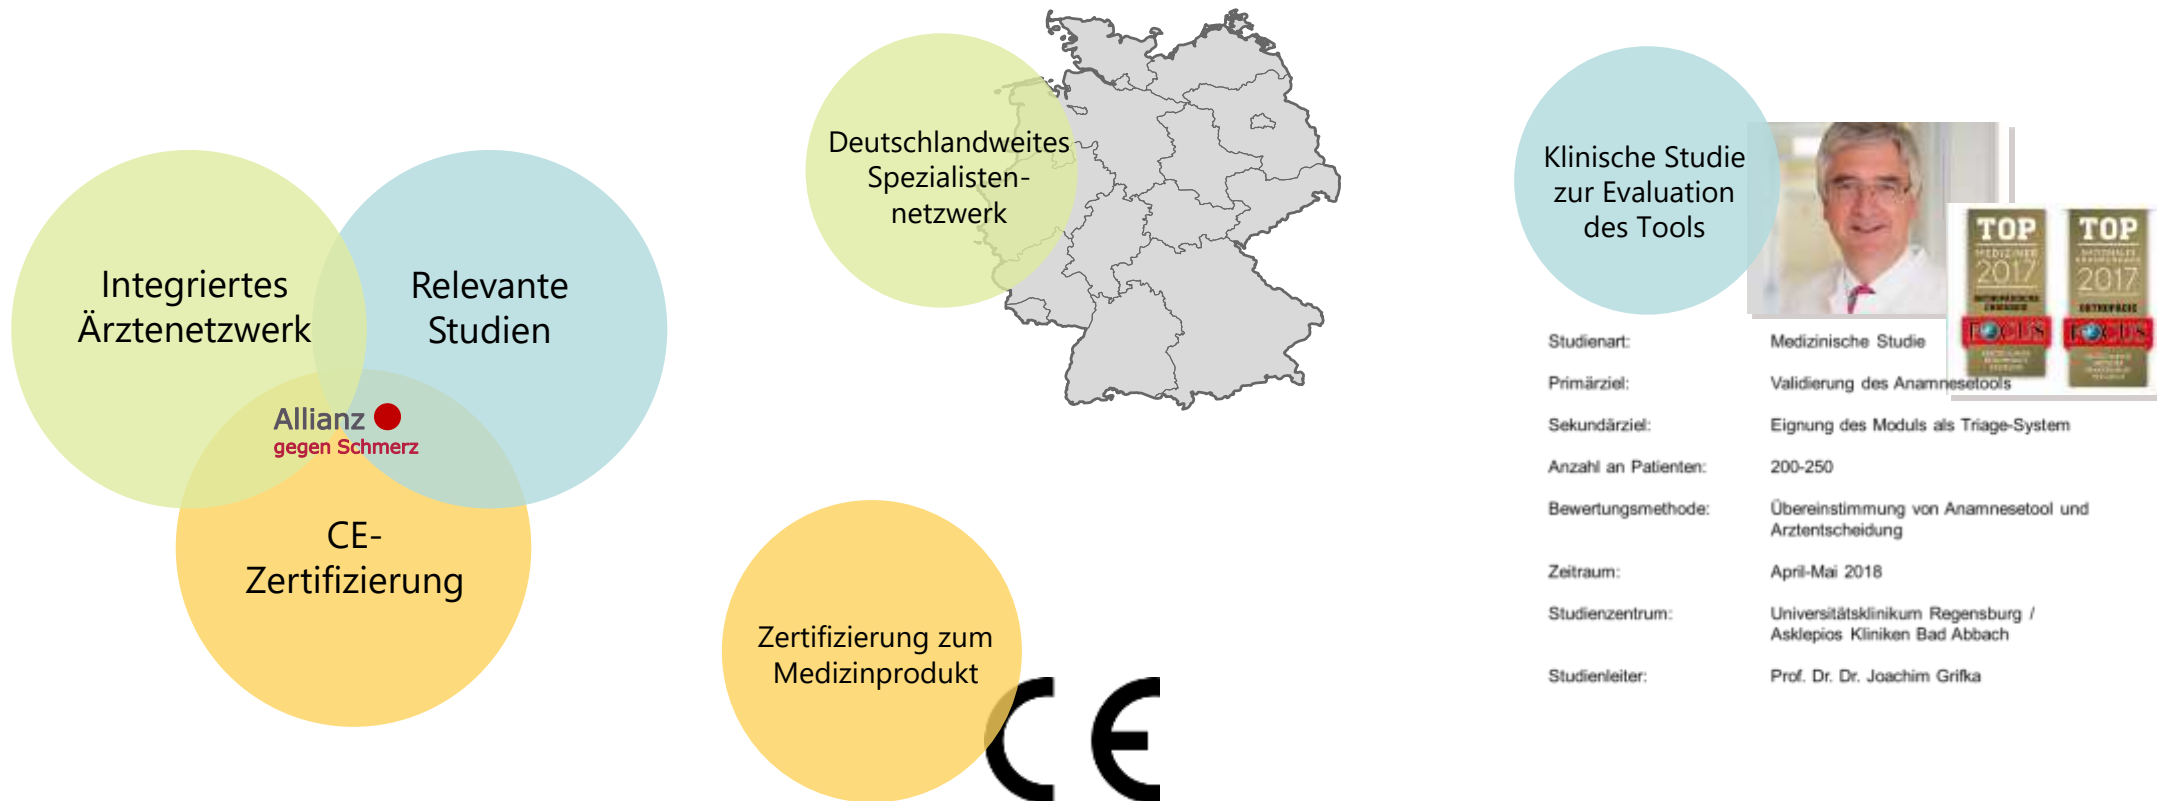 Integriertes
Ärztenetzwerk
Relevante
Studien
Allianz
gegen Schmerz
CE-
Zertifizierung
Deutschlandweites
Spezialisten-
netzwerk
Zertifizierung zum
Medizinprodukt
CE
Klinische Studie
zur Evaluation
des Tools
TOP
MEDIZINER
2017
FOCUS
TOP
2017
ORTHOPÄDIE
FOCUS
Studienart: Medizinische Studie
Primärziel: Validierung des Anamnesetools
Sekundärziel: Eignung des Moduls als Triage-System
Anzahl an Patienten: 200-250
Bewertungsmethode: Übereinstimmung von Anamnesetool und
Arztentscheidung
Zeitraum: April-Mai 2018
Studienzentrum: Universitätsklinikum Regensburg /
Asklepios Kliniken Bad Abbach
Studienleiter: Prof. Dr. Dr. Joachim Grifka